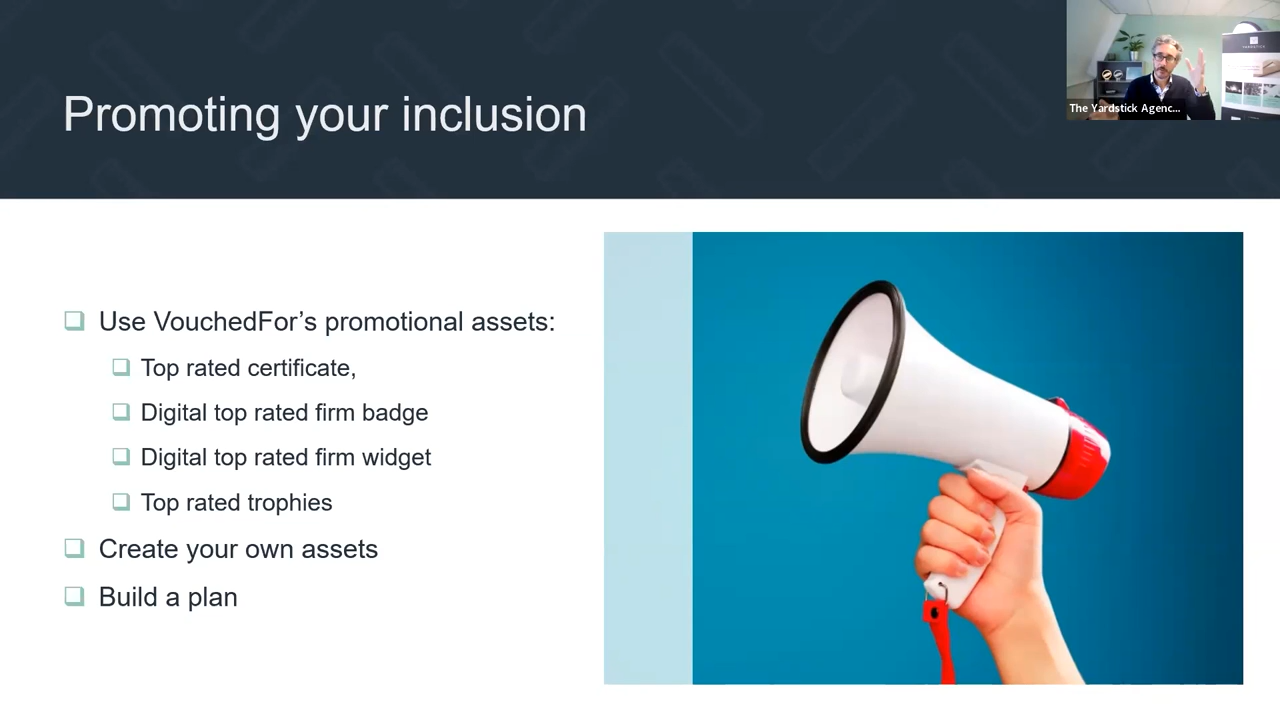 Promoting your inclusion
The Yardstick Agenc...
Use VouchedFor’s promotional assets:
Top rated certificate,
Digital top rated firm badge
Digital top rated firm widget
Top rated trophies
Create your own assets
Build a plan